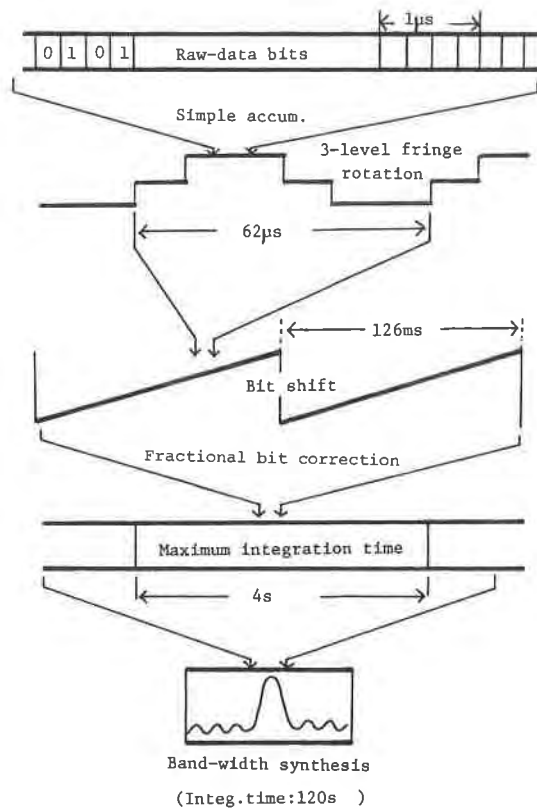 1μs
0 1 0 1 Raw-data bits
Simple accum.
3-level fringe
rotation
62μs
126ms
Bit shift
Fractional bit correction
Maximum integration time
4s
Band-width synthesis
(Integ.time:120s )